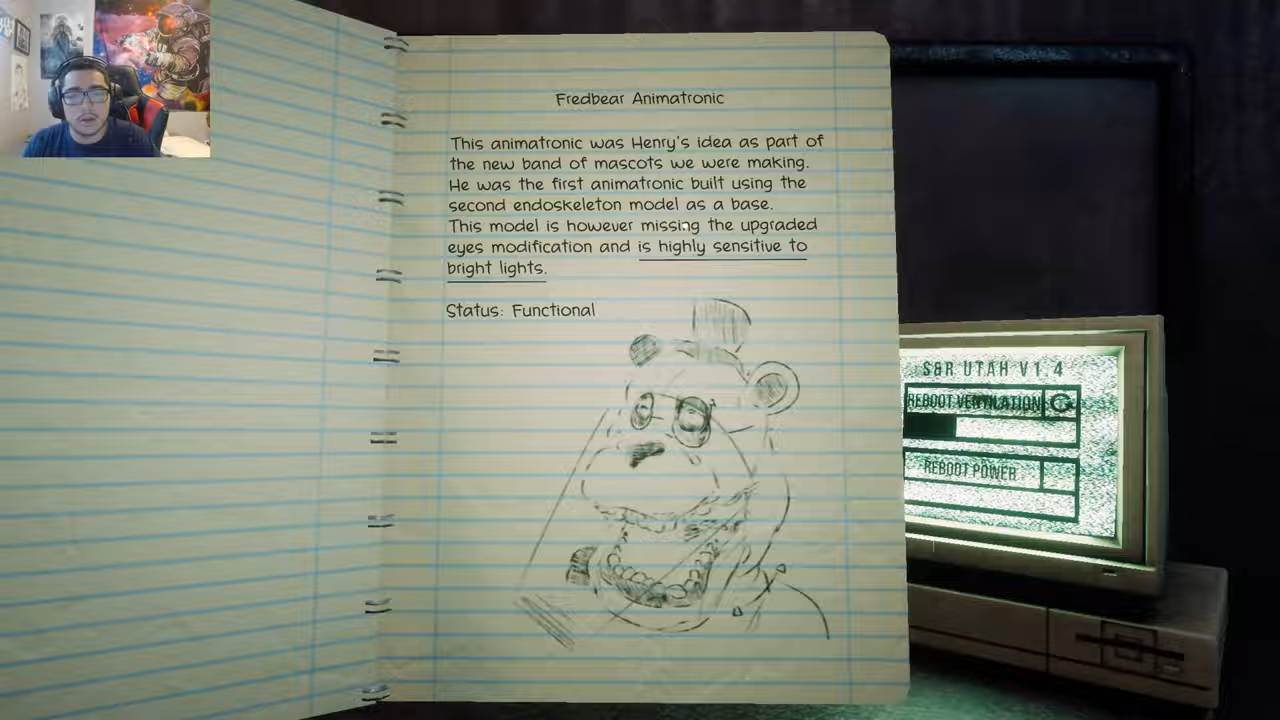 Fredbear Animatronic
This animatronic was Henry's idea as part of
the new band of mascots we were making.
He was the first animatronic built using the
second endoskeleton model as a base.
This model is however missing the upgraded
eyes modification and is highly sensitive to
bright lights.
Status: Functional
S&R UTAH V1.4
REBOOT VENTILATION
REBOOT POWER